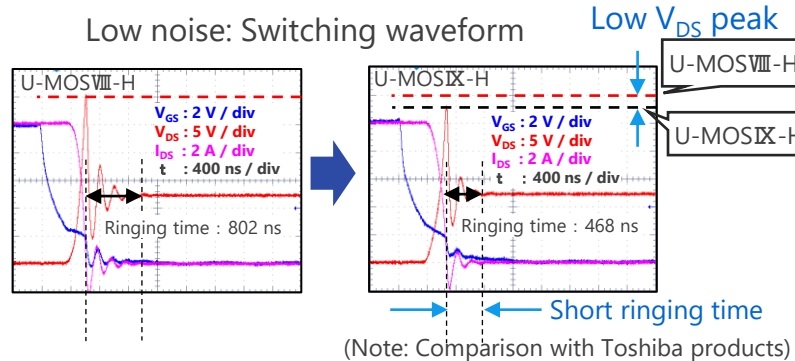 Low noise: Switching waveform
Low VDS peak
U-MOSⅧ-H
VGS : 2 V / div
VDS : 5 V / div
IDS : 2 A / div
t : 400 ns / div
Ringing time : 802 ns
U-MOSⅨ-H
VGS : 2 V / div
VDS : 5 V / div
IDS : 2 A / div
t : 400 ns / div
Ringing time : 468 ns
U-MOSⅧ-H
U-MOSⅨ-H
Short ringing time
(Note: Comparison with Toshiba products)